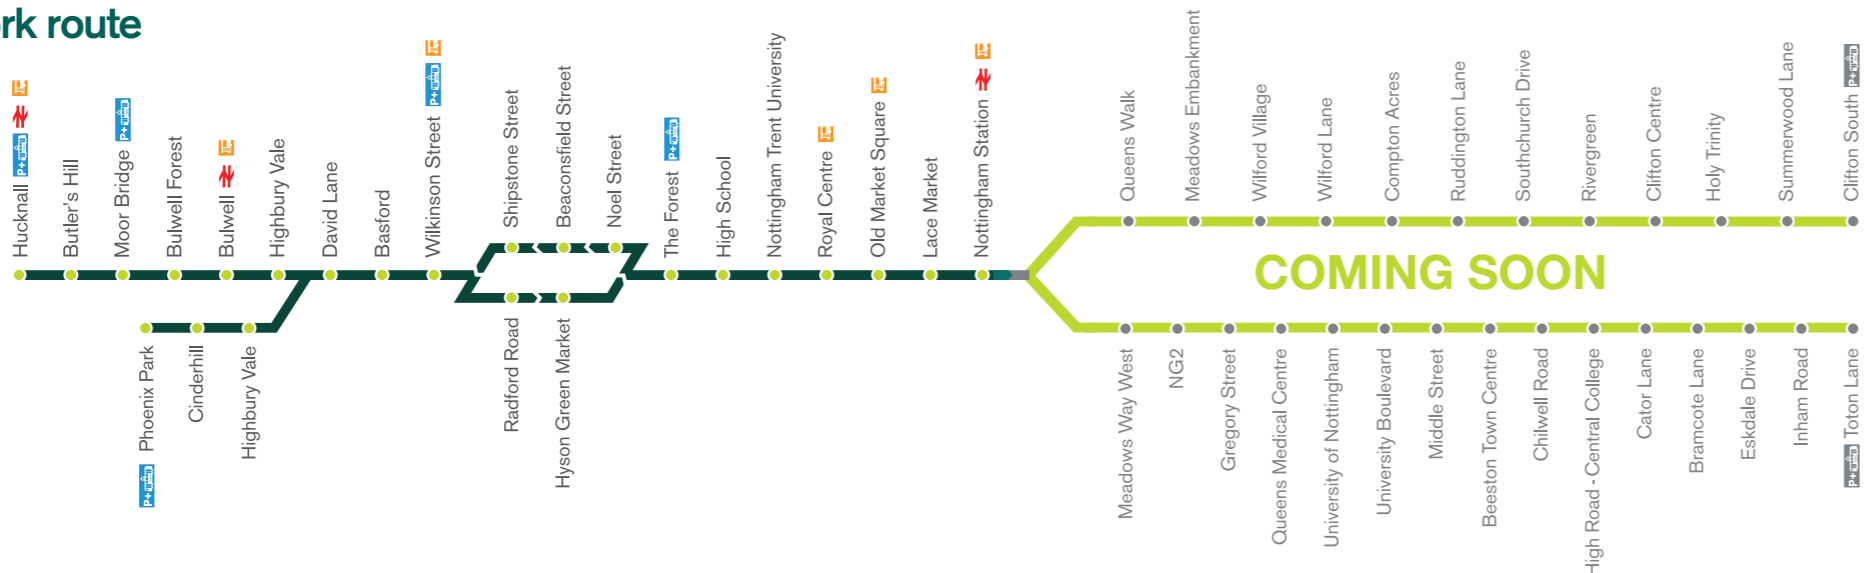 rk route
Hucknall P+
Butler's Hill
Moor Bridge P+
Bulwell Forest
Bulwell
Highbury Vale
David Lane
Basford
Wilkinson Street P+
Shipstone Street
Beaconsfield Street
Noel Street
The Forest P+
High School
Nottingham Trent University
Royal Centre
Old Market Square
Lace Market
Nottingham Station
Queens Walk
Meadows Embankment
Wilford Village
Wilford Lane
Compton Acres
Ruddington Lane
Southchurch Drive
Rivergreen
Clifton Centre
Holy Trinity
Summerwood Lane
Clifton South P+
COMING SOON
P+ Phoenix Park
Cinderhill
Highbury Vale
Radford Road
Hyson Green Market
Meadows Way West
NG2
Gregory Street
Queens Medical Centre
University of Nottingham
University Boulevard
Middle Street
Beeston Town Centre
Chilwell Road
High Road - Central College
Cator Lane
Bramcote Lane
Eskdale Drive
Inham Road
P+ Toton Lane